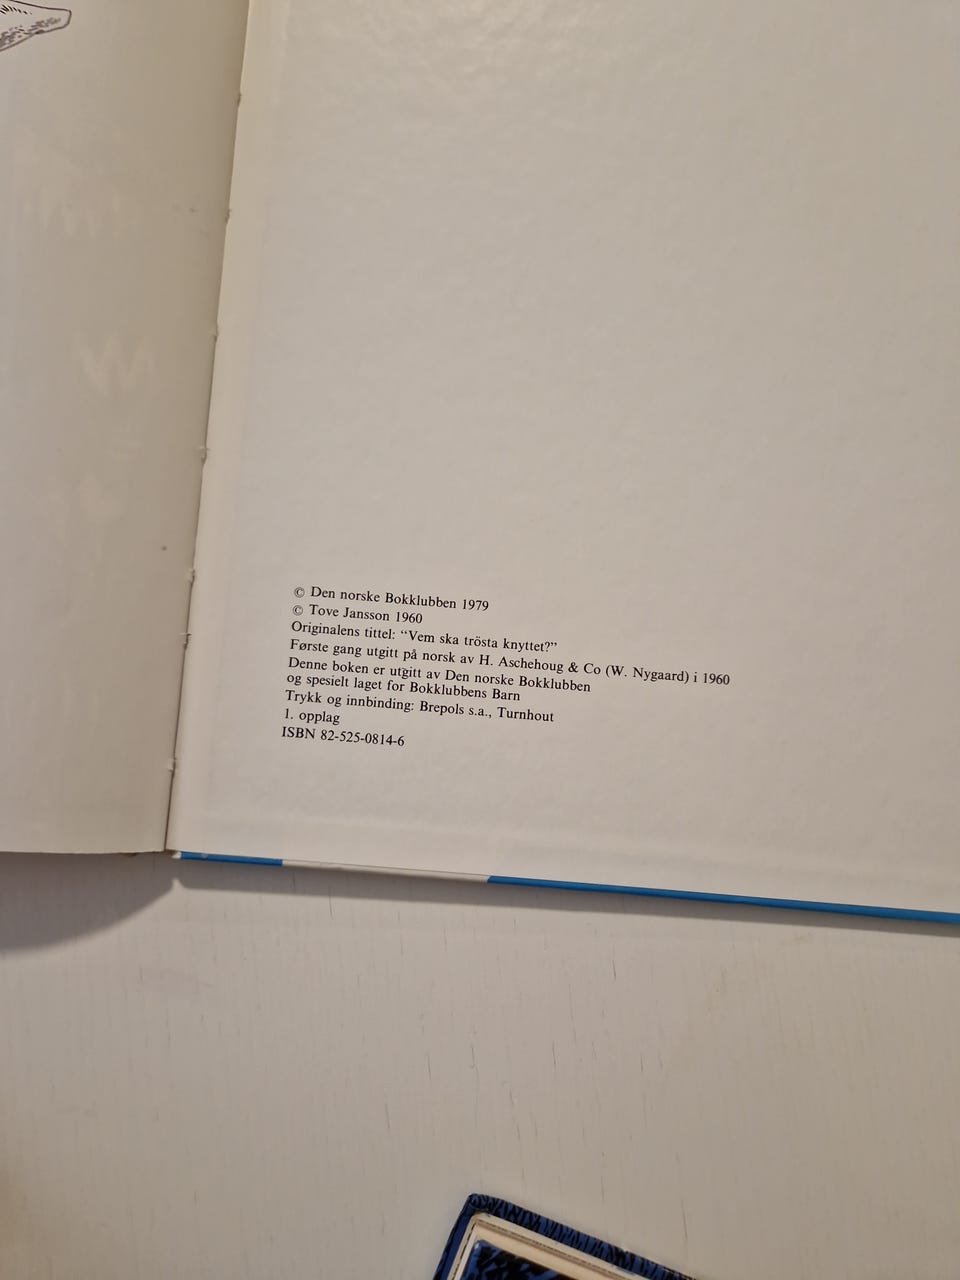 © Den norske Bokklubben 1979
© Tove Jansson 1960
Originalens tittel: “Vem ska trösta knyttet?”
Første gang utgitt på norsk av H. Aschehoug & Co (W. Nygaard) i 1960
Denne boken er utgitt av Den norske Bokklubben
og spesielt laget for Bokklubbens Barn
Trykk og innbinding: Brepols s.a., Turnhout
1. opplag
ISBN 82-525-0814-6